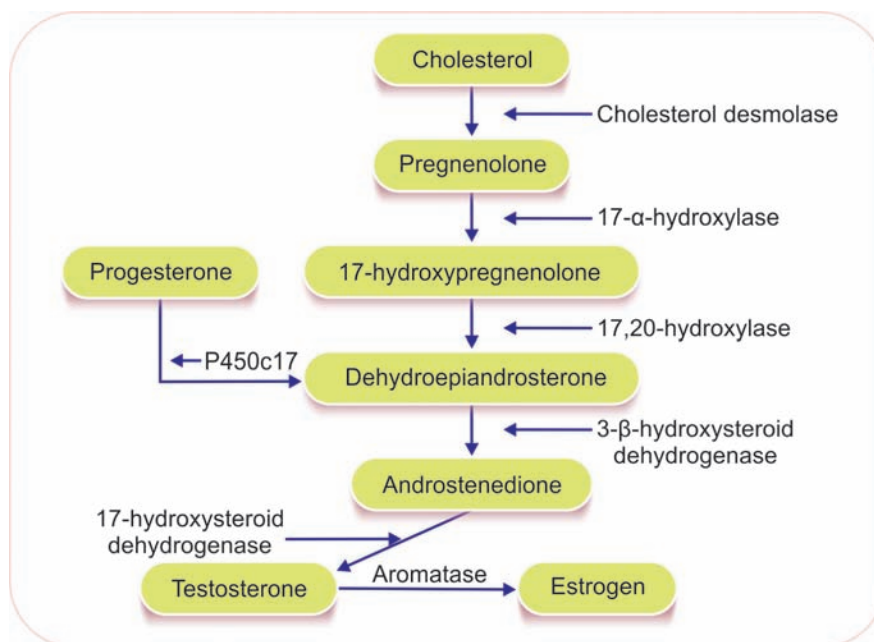 Cholesterol
Cholesterol desmolase
Pregnenolone
17-α-hydroxylase
Progesterone
17-hydroxypregnenolone
17,20-hydroxylase
P450c17
Dehydroepiandrosterone
3-β-hydroxysteroid
dehydrogenase
Androstenedione
17-hydroxysteroid
dehydrogenase
Testosterone
Aromatase
Estrogen